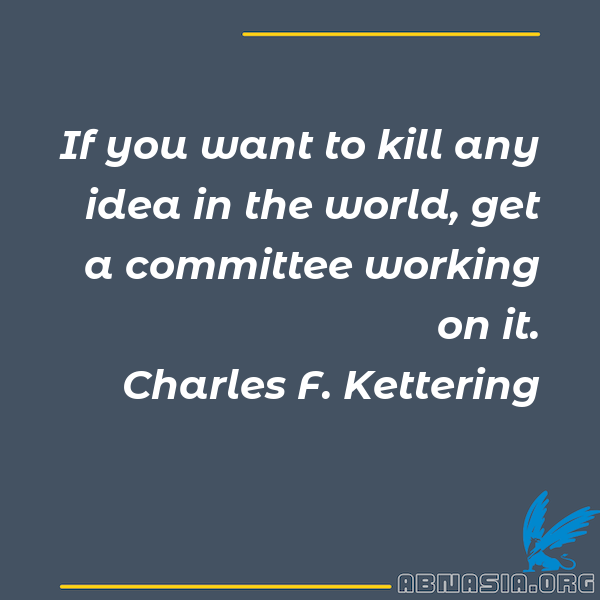 If you want to kill any
idea in the world, get
a committee working
on it.
Charles F. Kettering
ABNASIA.ORG